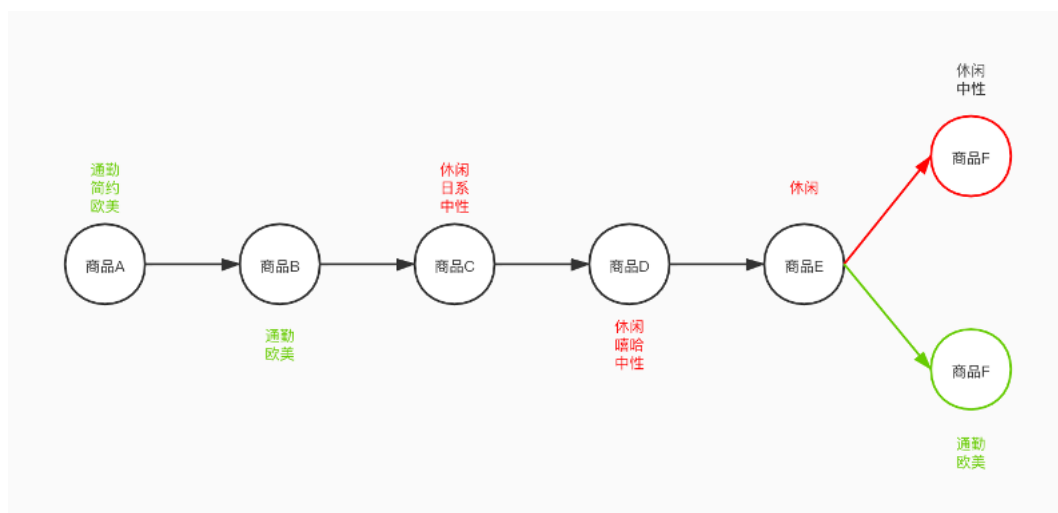 休闲
中性
商品F
通勤
简约
欧美
商品A
商品B
通勤
欧美
休闲
日系
中性
商品C
商品D
休闲
嘻哈
中性
休闲
商品E
商品F
通勤
欧美